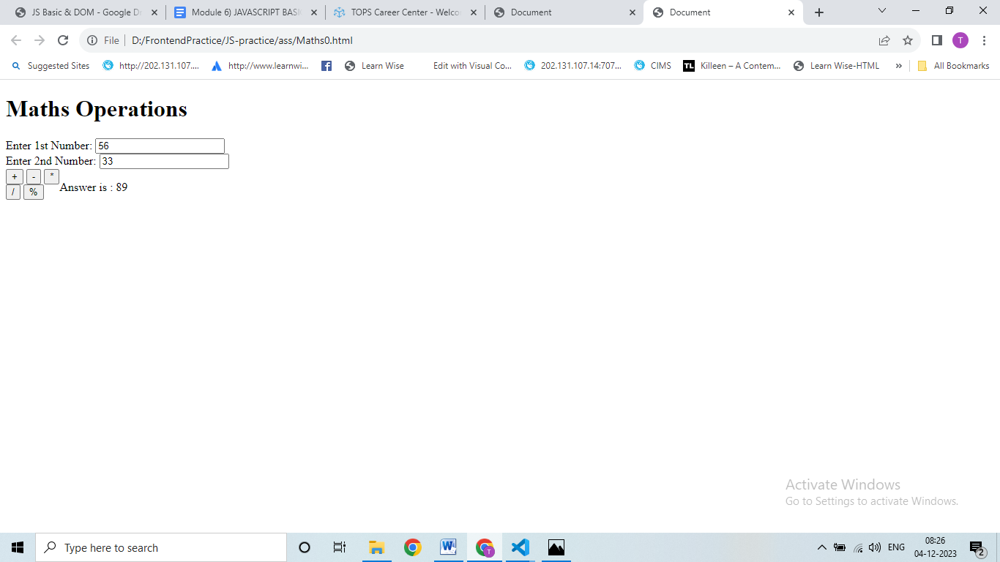 JS Basic & DOM - Google Dr
Module 6) JAVASCRIPT BASI
TOPS Career Center - Welco
Document
Document
File
D:/FrontendPractice/JS-practice/ass/Maths0.html
T
Suggested Sites
http://202.131.107....
http://www.learnwi...
Learn Wise
Edit with Visual Co...
202.131.107.14:707...
CIMS
TL
Killeen – A Contem...
Learn Wise-HTML
»
All Bookmarks
Maths Operations
Enter 1st Number: 56
Enter 2nd Number: 33
+ - *
/ %
Answer is : 89
Activate Windows
Go to Settings to activate Windows.
Type here to search
T
ENG
08:26
04-12-2023
2